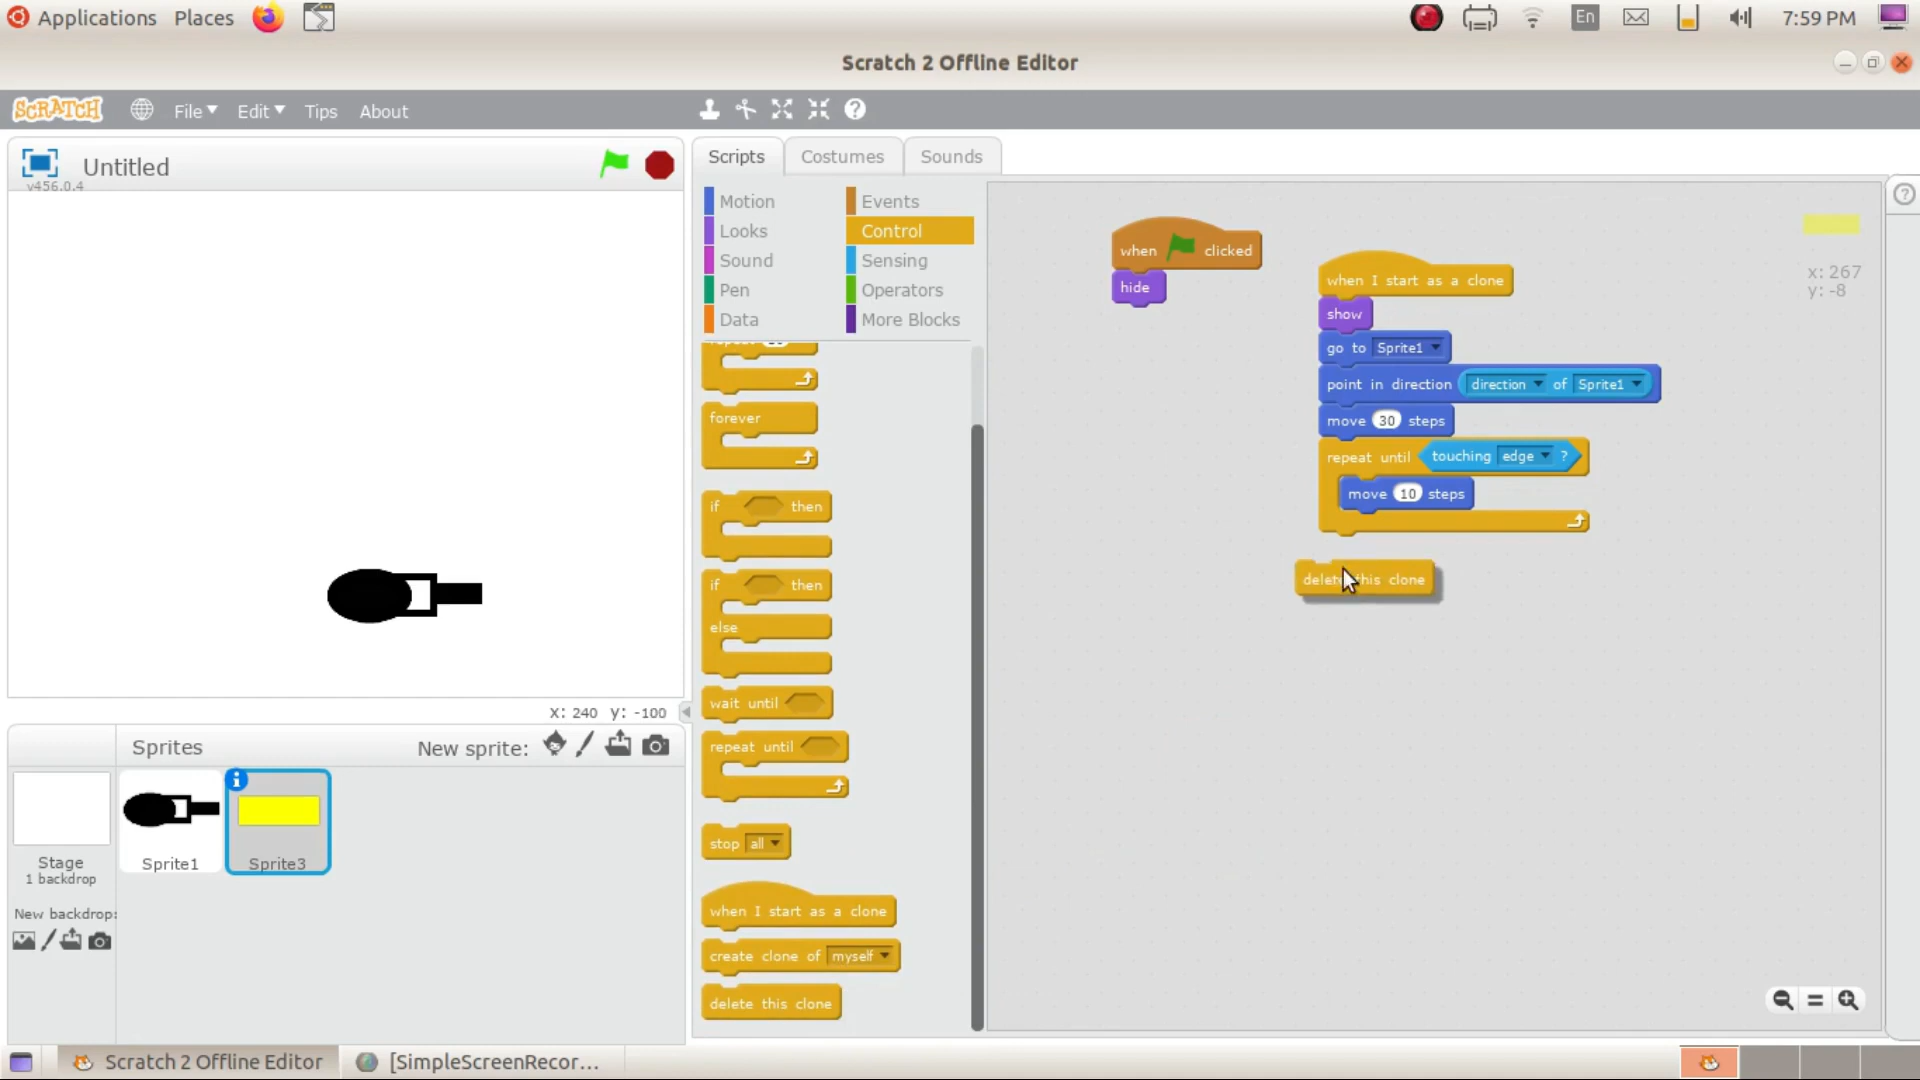 Applications Places En 7:59 PM
Scratch 2 Offline Editor
SCRATCH File Edit Tips About
Untitled
v456.0.4
Scripts Costumes Sounds
Motion Events
Looks Control
Sound Sensing
Pen Operators
Data More Blocks
forever
if then
if then
else
wait until
repeat until
stop all
when I start as a clone
create clone of myself
delete this clone
when clicked
hide
when I start as a clone
show
go to Sprite1
point in direction direction of Sprite1
move 30 steps
repeat until touching edge ?
move 10 steps
delete this clone
x: 267
y: -8
x: 240 y: -100
Sprites New sprite:
Stage
1 backdrop
New backdrop:
Sprite1
Sprite3
Scratch 2 Offline Editor [SimpleScreenRecor...